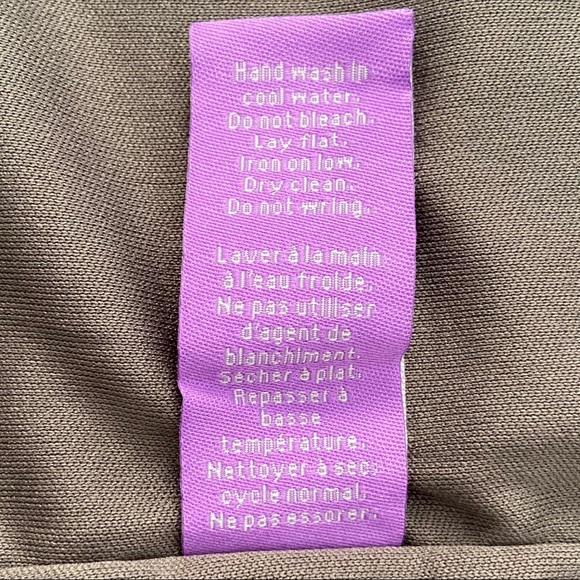 Hand wash in
cool water.
Do not bleach.
Lay flat.
Iron on low.
Dry clean.
Do not wring.
Laver à la main
à l'eau froide.
Ne pas utiliser
d'agent de
blanchiment.
Sécher à plat.
Repasser à
basse
température.
Nettoyer à sec,
cycle normal.
Ne pas essorer.